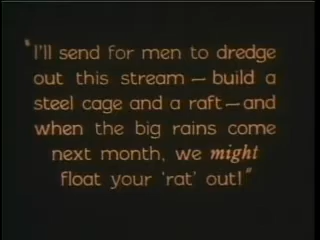 "I'll send for men to dredge
out this stream — build a
steel cage and a raft — and
when the big rains come
next month, we might
float your 'rat' out!"